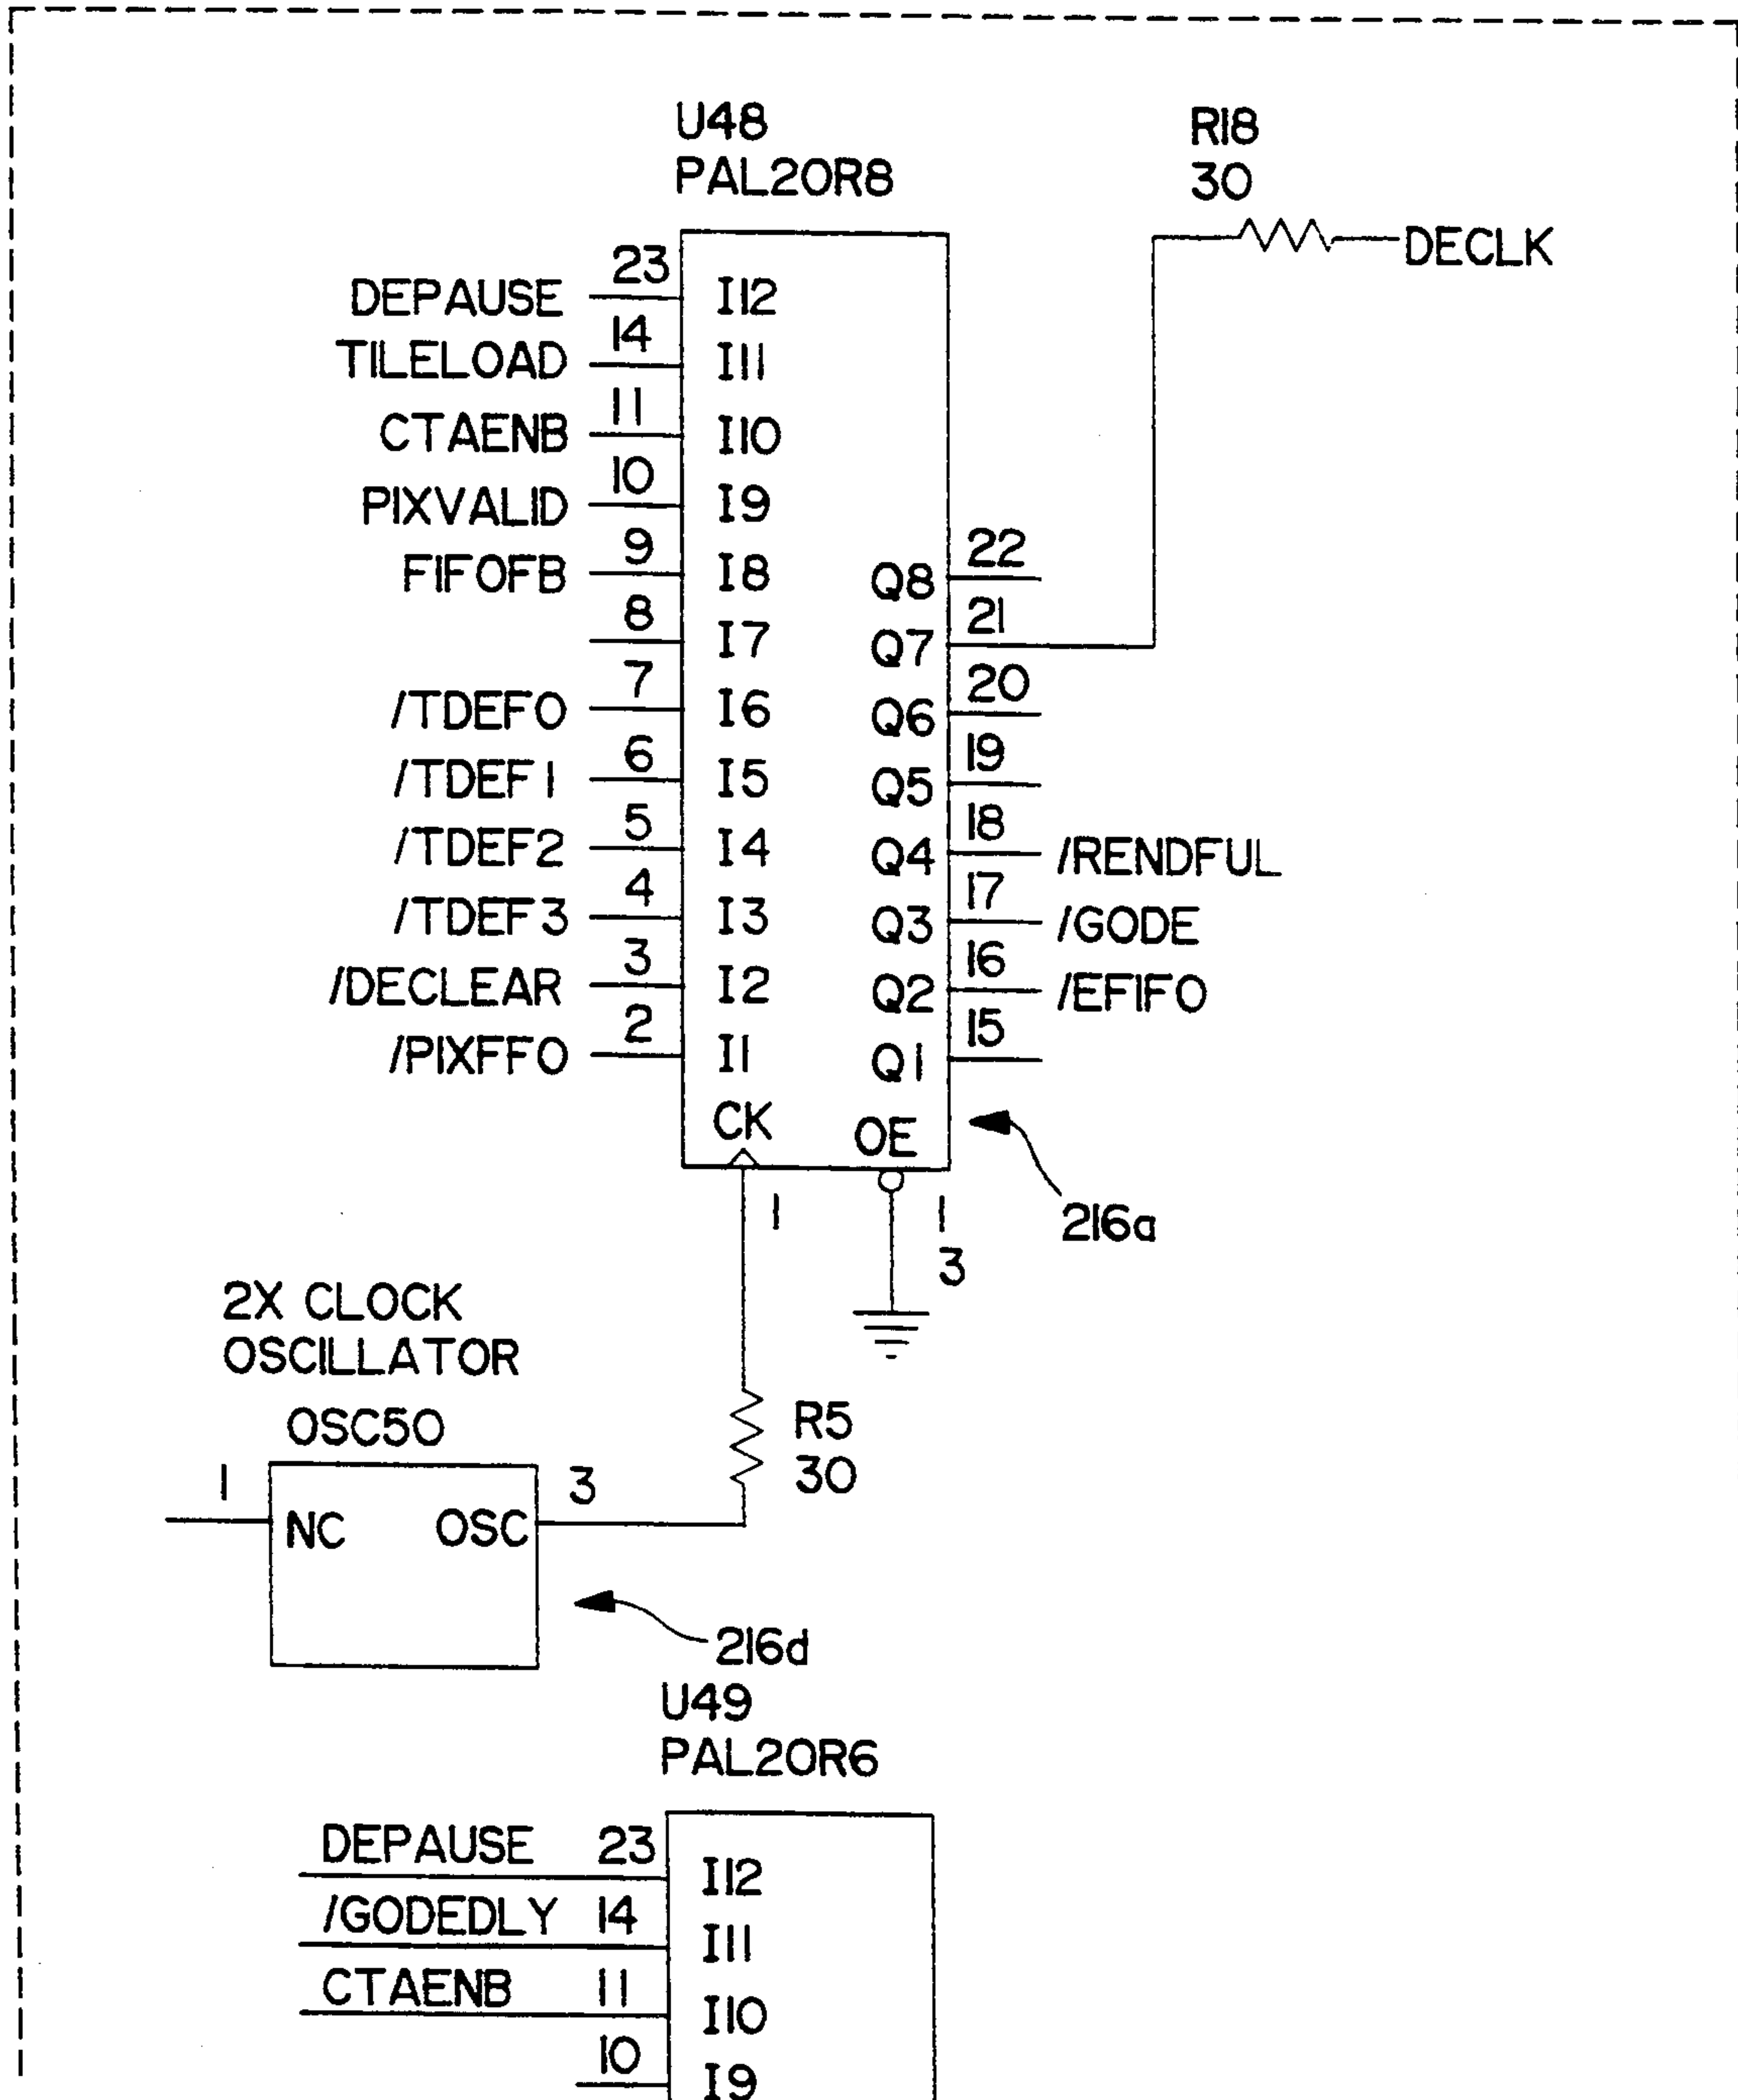 U48
PAL20R8
R18
30
DECLK
DEPAUSE 23 I12
TILELOAD 14 I11
CTAENB 11 I10
PIXVALID 10 I9
FIFOFB 9 I8
8 I7
/TDEF0 7 I6
/TDEF1 6 I5
/TDEF2 5 I4
/TDEF3 4 I3
/DECLEAR 3 I2
/PIXFF0 2 I1
Q8 22
Q7 21
Q6 20
Q5 19
Q4 18 /RENDFUL
Q3 17 /GODE
Q2 16 /EFIFO
Q1 15
CK OE
1
1
3
216a
2X CLOCK
OSCILLATOR
OSC50
R5
30
1 NC OSC 3
216d
U49
PAL20R6
DEPAUSE 23 I12
/GODEDLY 14 I11
CTAENB 11 I10
10 I9